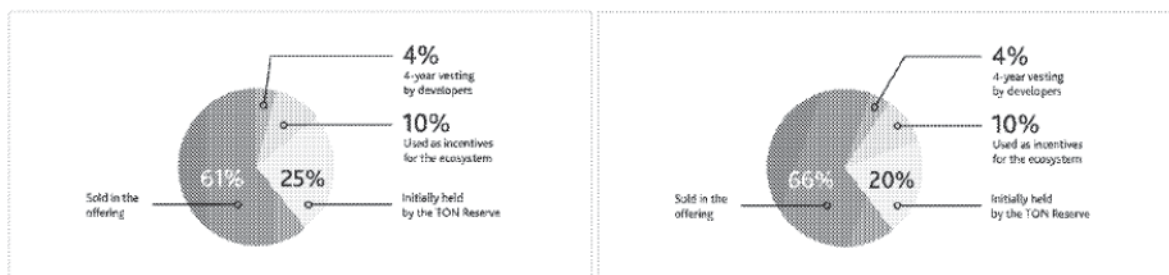 4%
4-year vesting
by developers
10%
Used as incentives
for the ecosystem
61%
25%
Sold in the
offering
Initially held
by the TON Reserve
4%
4-year vesting
by developers
10%
Used as incentives
for the ecosystem
66%
20%
Sold in the
offering
Initially held
by the TON Reserve